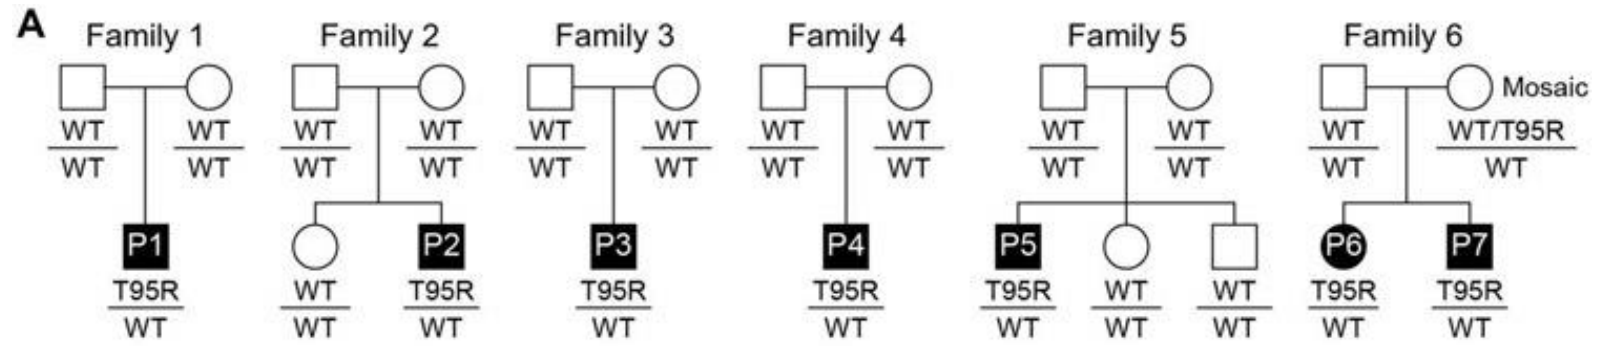 A
Family 1 Family 2 Family 3 Family 4 Family 5 Family 6
Mosaic
WT WT WT WT WT WT WT WT WT WT WT WT/T95R
WT WT WT WT WT WT WT WT WT WT WT WT
P1 P2 P3 P4 P5 P6 P7
T95R WT T95R T95R T95R T95R WT WT T95R T95R
WT WT WT WT WT WT WT WT WT WT